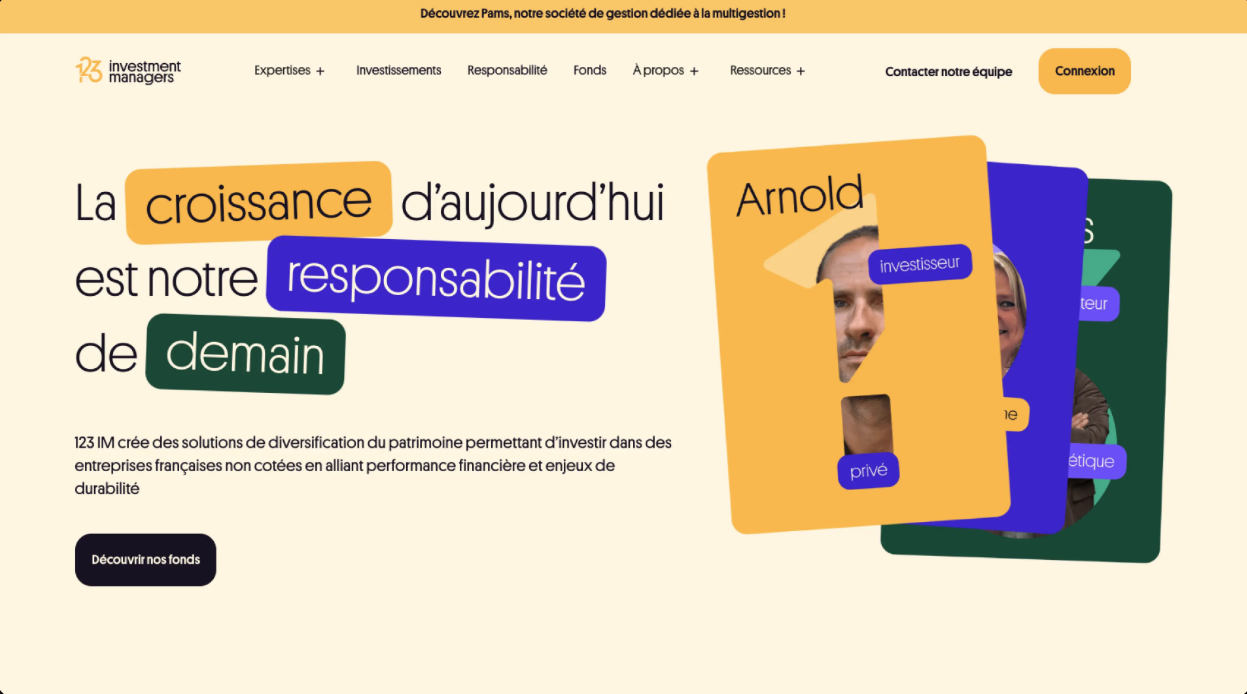 Découvrez Pams, notre société de gestion dédiée à la multigestion !
123 investment
managers
Expertises + Investissements Responsabilité Fonds À propos + Ressources + Contacter notre équipe Connexion
La croissance d'aujourd'hui
est notre responsabilité
de demain
123 IM crée des solutions de diversification du patrimoine permettant d'investir dans des
entreprises françaises non cotées en alliant performance financière et enjeux de
durabilité
Découvrir nos fonds
Arnold
investisseur
privé